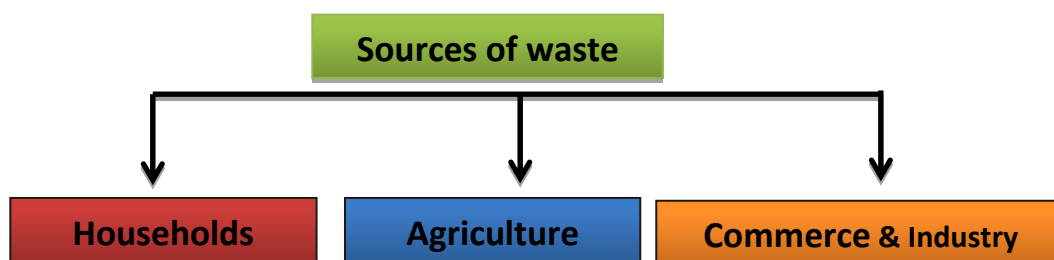 Sources of waste
Households
Agriculture
Commerce & Industry